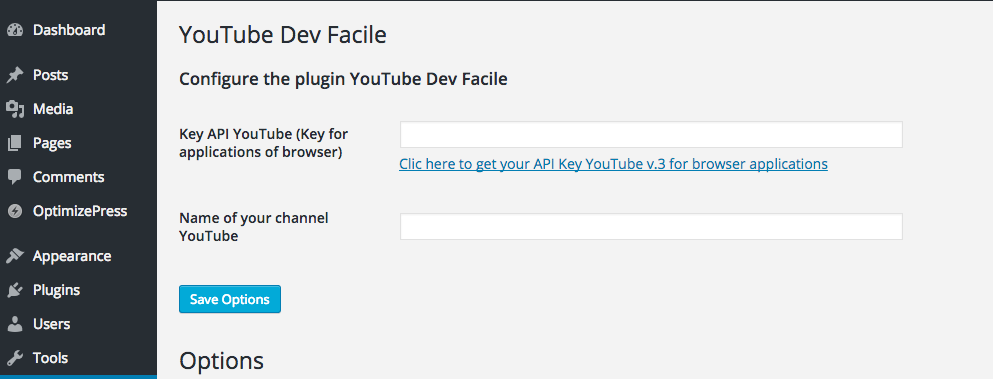 Dashboard
Posts
Media
Pages
Comments
OptimizePress
Appearance
Plugins
Users
Tools
YouTube Dev Facile
Configure the plugin YouTube Dev Facile
Key API YouTube (Key for
applications of browser)
Clic here to get your API Key YouTube v.3 for browser applications
Name of your channel
YouTube
Save Options
Options